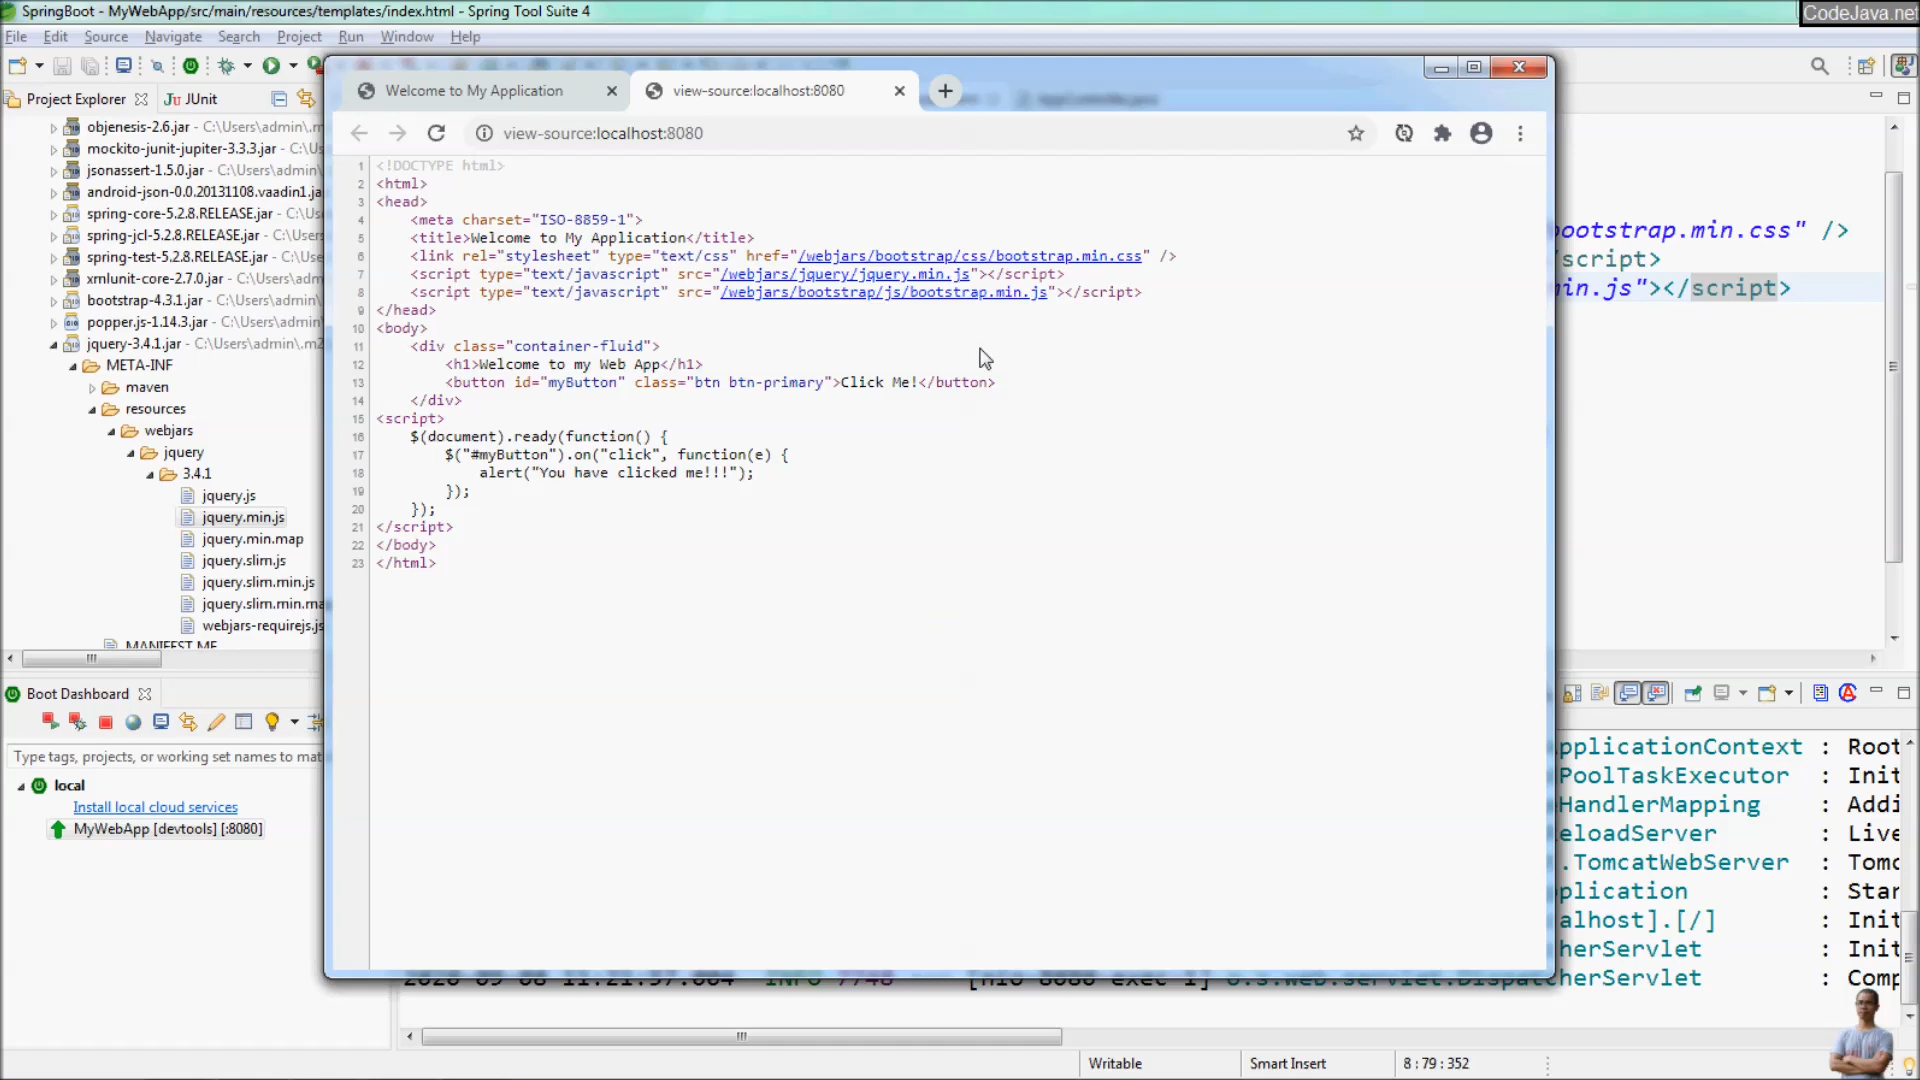 SpringBoot - MyWebApp/src/main/resources/templates/index.html - Spring Tool Suite 4
CodeJava.net
File Edit Source Navigate Search Project Run Window Help
Project Explorer JUnit
objenesis-2.6.jar - C:\Users\admin\.m
mockito-junit-jupiter-3.3.3.jar - C:\Us
jsonassert-1.5.0.jar - C:\Users\admin\
android-json-0.0.20131108.vaadin1.ja
spring-core-5.2.8.RELEASE.jar - C:\Us
spring-jcl-5.2.8.RELEASE.jar - C:\User
spring-test-5.2.8.RELEASE.jar - C:\User
xmlunit-core-2.7.0.jar - C:\Users\adm
bootstrap-4.3.1.jar - C:\Users\admin\.
popper.js-1.14.3.jar - C:\Users\admin\
jquery-3.4.1.jar - C:\Users\admin\.m2
META-INF
maven
resources
webjars
jquery
3.4.1
jquery.js
jquery.min.js
jquery.min.map
jquery.slim.js
jquery.slim.min.js
jquery.slim.min.ma
webjars-requirejs.js
MANIFEST.MF
Boot Dashboard
Type tags, projects, or working set names to mat
local
Install local cloud services
MyWebApp [devtools] [:8080]
Welcome to My Application
view-source:localhost:8080
view-source:localhost:8080
1 <!DOCTYPE html>
2 <html>
3 <head>
4 <meta charset="ISO-8859-1">
5 <title>Welcome to My Application</title>
6 <link rel="stylesheet" type="text/css" href="/webjars/bootstrap/css/bootstrap.min.css" />
7 <script type="text/javascript" src="/webjars/jquery/jquery.min.js"></script>
8 <script type="text/javascript" src="/webjars/bootstrap/js/bootstrap.min.js"></script>
9 </head>
10 <body>
11 <div class="container-fluid">
12 <h1>Welcome to my Web App</h1>
13 <button id="myButton" class="btn btn-primary">Click Me!</button>
14 </div>
15 <script>
16 $(document).ready(function() {
17 $("#myButton").on("click", function(e) {
18 alert("You have clicked me!!!");
19 });
20 });
21 </script>
22 </body>
23 </html>
ootstrap.min.css" />
script>
in.js"></script>
pplicationContext : Root
PoolTaskExecutor : Init
HandlerMapping : Addi
eloadServer : Live
.TomcatWebServer : Tomc
plication : Star
alhost].[/] : Init
herServlet : Init
herServlet : Comp
Writable Smart Insert 8 : 79 : 352